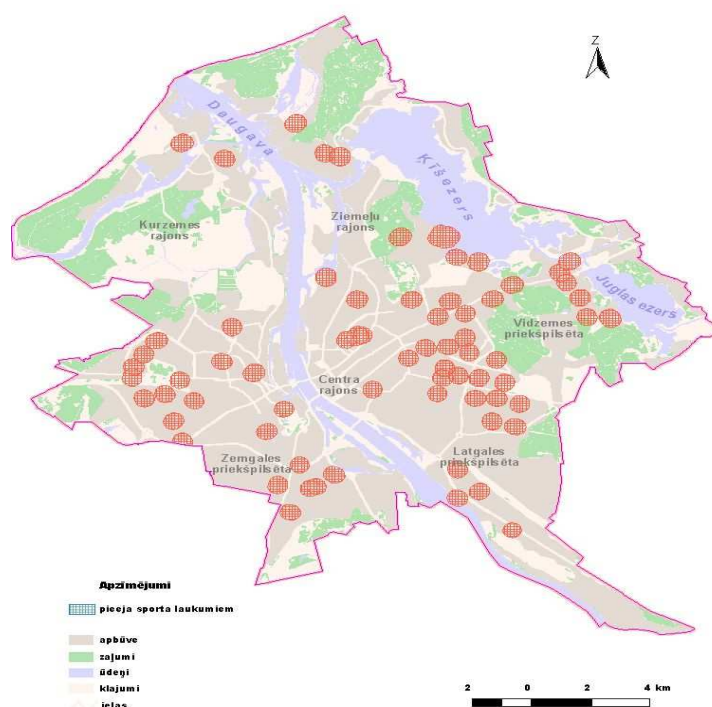 Z
Daugava
Ķīšezers
Kurzemes
rajons
Ziemeļu
rajons
Juglas ezers
Vidzemes
priekšpilsēta
Centra
rajons
Zemgales
priekšpilsēta
Latgales
priekšpilsēta
Apzīmējumi
pieeja sporta laukumiem
apbūve
zaļumi
ūdeņi
klajumi
ielas
2 0 2 4 km